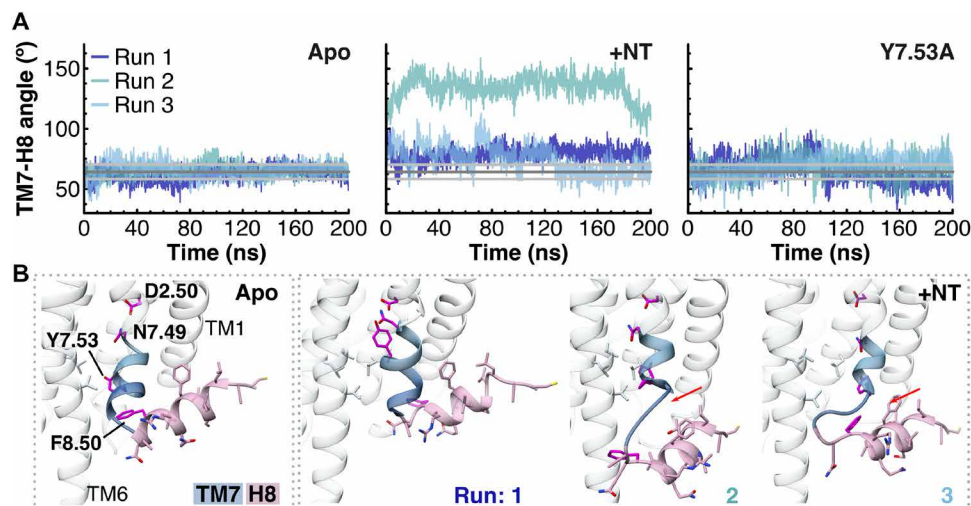 A
TM7-H8 angle (°)
150
100
50
Run 1
Run 2
Run 3
Apo
+NT
Y7.53A
0 40 80 120 160 200
0 40 80 120 160 200
0 40 80 120 160 200
Time (ns)
Time (ns)
Time (ns)
B
D2.50
Apo
N7.49
TM1
Y7.53
F8.50
TM6
TM7 H8
+NT
Run: 1
2
3